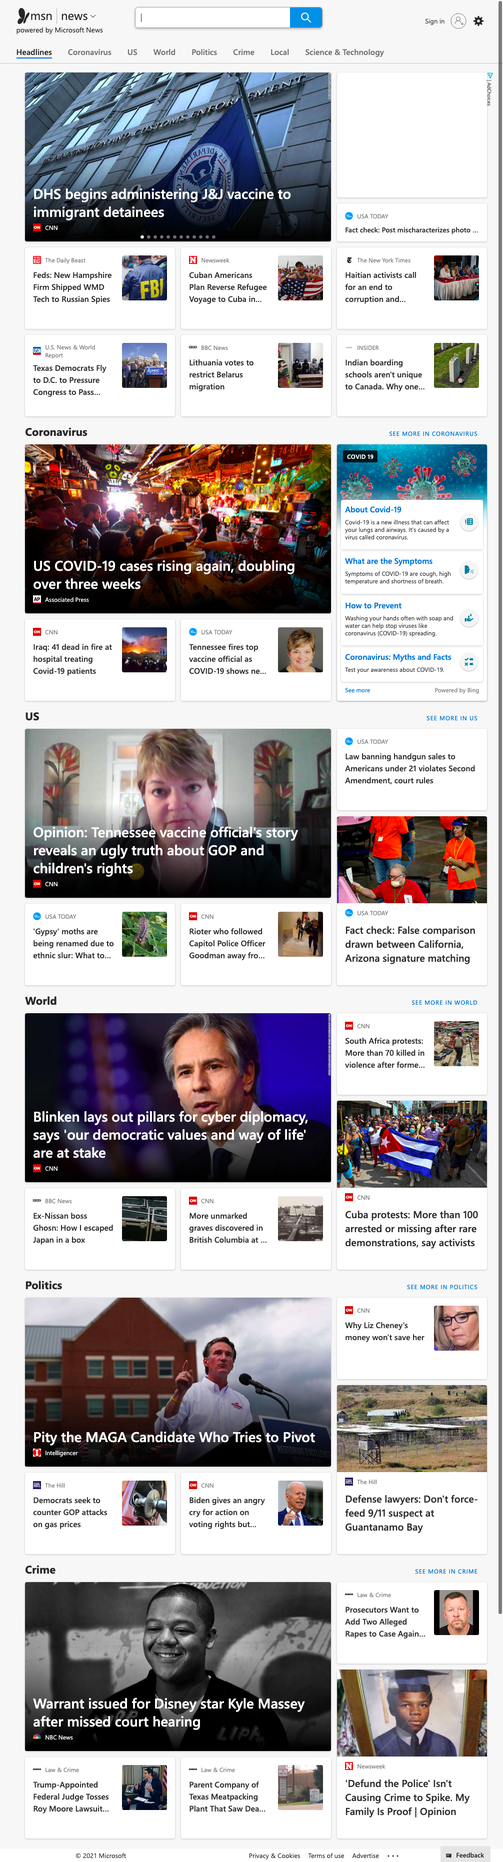 msn | news
powered by Microsoft News
Sign in
Headlines Coronavirus US World Politics Crime Local Science & Technology
AdChoices
DHS begins administering J&J vaccine to
immigrant detainees
CNN
USA TODAY
Fact check: Post mischaracterizes photo ...
The Daily Beast
Feds: New Hampshire
Firm Shipped WMD
Tech to Russian Spies
FBI
Newsweek
Cuban Americans
Plan Reverse Refugee
Voyage to Cuba in...
The New York Times
Haitian activists call
for an end to
corruption and...
U.S. News & World
Report
Texas Democrats Fly
to D.C. to Pressure
Congress to Pass...
BBC News
Lithuania votes to
restrict Belarus
migration
INSIDER
Indian boarding
schools aren't unique
to Canada. Why one...
Coronavirus
SEE MORE IN CORONAVIRUS
US COVID-19 cases rising again, doubling
over three weeks
AP Associated Press
COVID 19
About Covid-19
Covid-19 is a new illness that can affect
your lungs and airways. It's caused by a
virus called coronavirus.
What are the Symptoms
Symptoms of COVID-19 are cough, high
temperature and shortness of breath.
How to Prevent
Washing your hands often with soap and
water can help stop viruses like
coronavirus (COVID-19) spreading.
Coronavirus: Myths and Facts
Test your awareness about COVID-19.
See more
Powered by Bing
CNN
Iraq: 41 dead in fire at
hospital treating
Covid-19 patients
USA TODAY
Tennessee fires top
vaccine official as
COVID-19 shows ne...
US
SEE MORE IN US
Opinion: Tennessee vaccine official's story
reveals an ugly truth about GOP and
children's rights
CNN
USA TODAY
Law banning handgun sales to
Americans under 21 violates Second
Amendment, court rules
USA TODAY
Fact check: False comparison
drawn between California,
Arizona signature matching
USA TODAY
'Gypsy' moths are
being renamed due to
ethnic slur: What to...
CNN
Rioter who followed
Capitol Police Officer
Goodman away fro...
World
SEE MORE IN WORLD
Blinken lays out pillars for cyber diplomacy,
says 'our democratic values and way of life'
are at stake
CNN
CNN
South Africa protests:
More than 70 killed in
violence after forme...
CNN
Cuba protests: More than 100
arrested or missing after rare
demonstrations, say activists
BBC News
Ex-Nissan boss
Ghosn: How I escaped
Japan in a box
CNN
More unmarked
graves discovered in
British Columbia at ...
Politics
SEE MORE IN POLITICS
Pity the MAGA Candidate Who Tries to Pivot
Intelligencer
CNN
Why Liz Cheney's
money won't save her
The Hill
Defense lawyers: Don't force-
feed 9/11 suspect at
Guantanamo Bay
The Hill
Democrats seek to
counter GOP attacks
on gas prices
CNN
Biden gives an angry
cry for action on
voting rights but...
Crime
SEE MORE IN CRIME
Warrant issued for Disney star Kyle Massey
after missed court hearing
NBC News
Law & Crime
Prosecutors Want to
Add Two Alleged
Rapes to Case Again...
Newsweek
'Defund the Police' Isn't
Causing Crime to Spike. My
Family Is Proof | Opinion
Law & Crime
Trump-Appointed
Federal Judge Tosses
Roy Moore Lawsuit...
Law & Crime
Parent Company of
Texas Meatpacking
Plant That Saw Dea...
© 2021 Microsoft
Privacy & Cookies Terms of use Advertise ...
Feedback